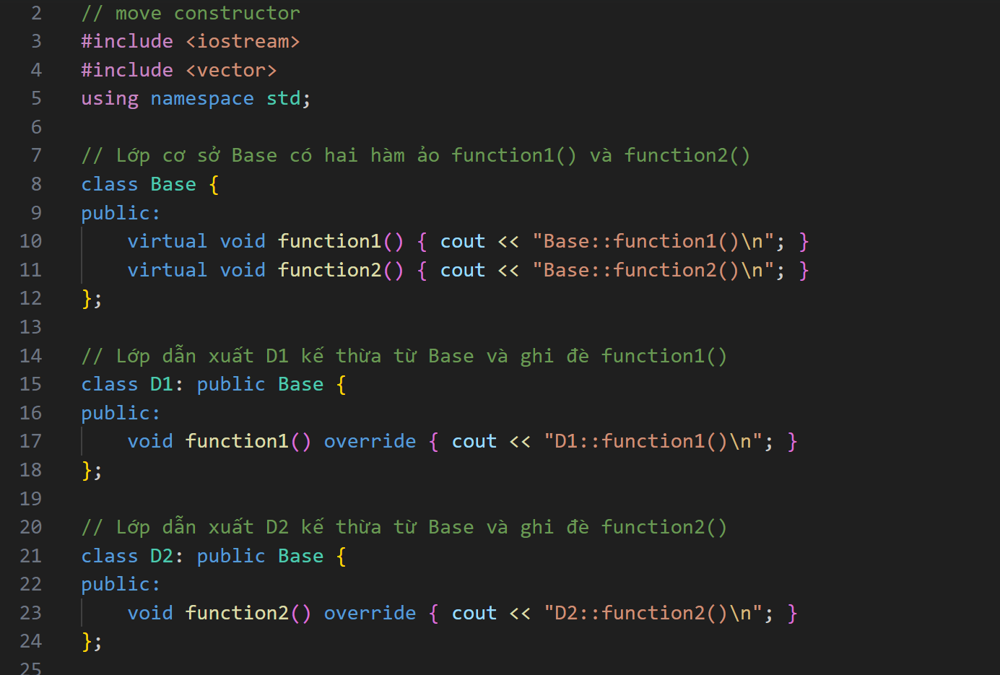 2 // move constructor
3 #include <iostream>
4 #include <vector>
5 using namespace std;
6
7 // Lớp cơ sở Base có hai hàm ảo function1() và function2()
8 class Base {
9 public:
10 virtual void function1() { cout << "Base::function1()\n"; }
11 virtual void function2() { cout << "Base::function2()\n"; }
12 };
13
14 // Lớp dẫn xuất D1 kế thừa từ Base và ghi đè function1()
15 class D1: public Base {
16 public:
17 void function1() override { cout << "D1::function1()\n"; }
18 };
19
20 // Lớp dẫn xuất D2 kế thừa từ Base và ghi đè function2()
21 class D2: public Base {
22 public:
23 void function2() override { cout << "D2::function2()\n"; }
24 };
25